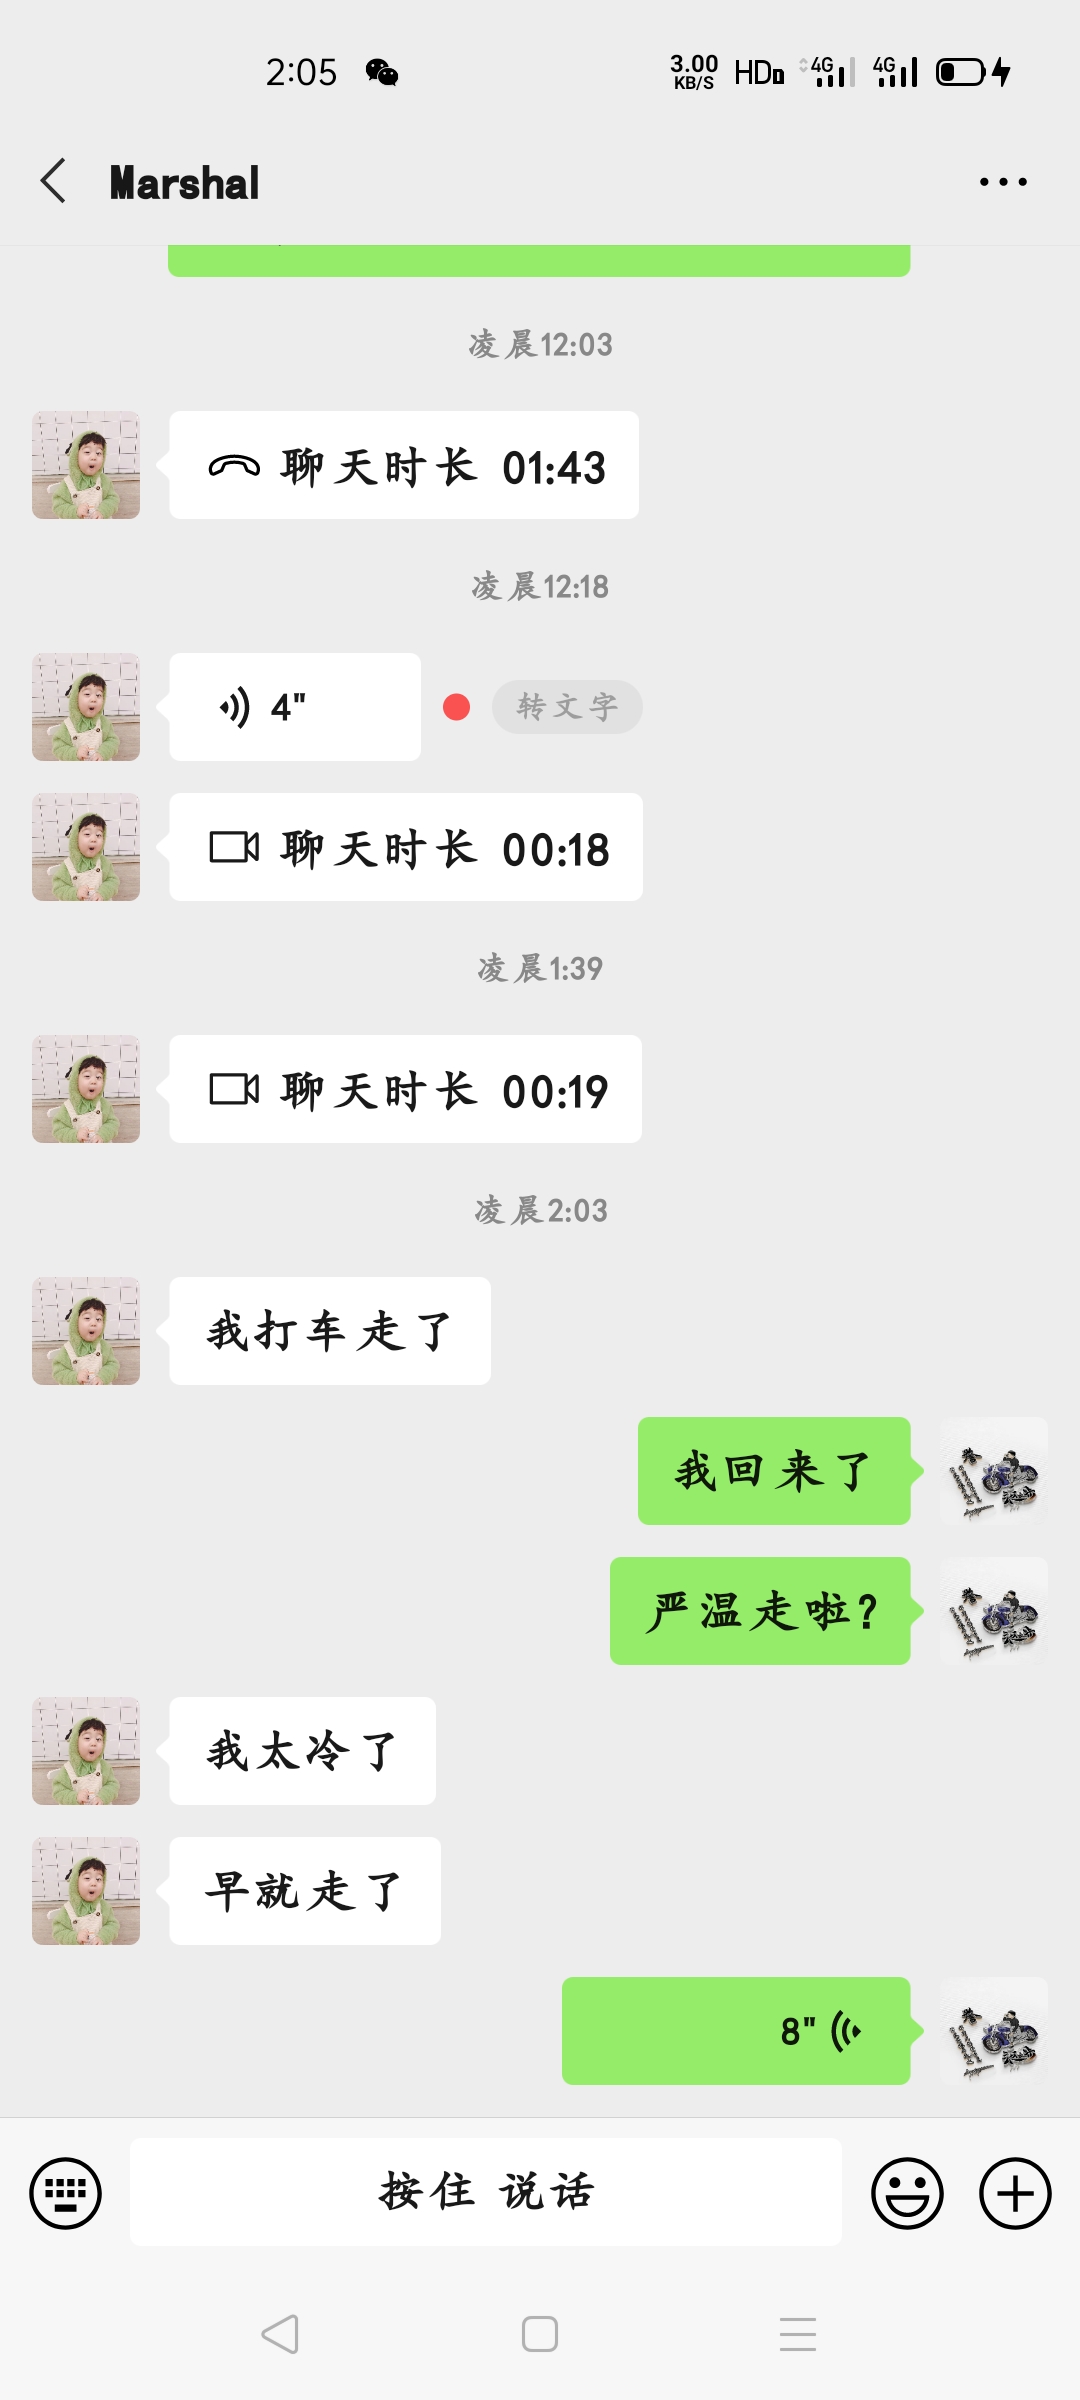 2:05
3.00
KB/S
HD
4G
4G
Marshal
凌晨12:03
聊天时长 01:43
凌晨12:18
4"
转文字
聊天时长 00:18
凌晨1:39
聊天时长 00:19
凌晨2:03
我打车走了
我回来了
严温走啦?
我太冷了
早就走了
8"
按住 说话